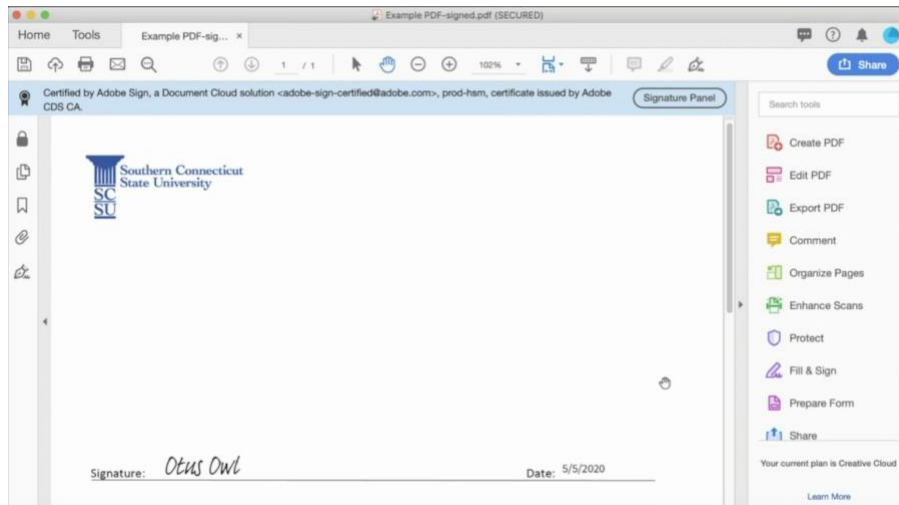 Example PDF-signed.pdf (SECURED)
Home Tools Example PDF-sig... ×
1 / 1 102% Share
Certified by Adobe Sign, a Document Cloud solution <adobe-sign-certified@adobe.com>, prod-hsm, certificate issued by Adobe
CDS CA.
Signature Panel
Search tools
Create PDF
Edit PDF
Export PDF
Comment
Organize Pages
Enhance Scans
Protect
Fill & Sign
Prepare Form
Share
Your current plan is Creative Cloud
Learn More
Southern Connecticut
State University
SC
SU
Signature: Otus Owl Date: 5/5/2020